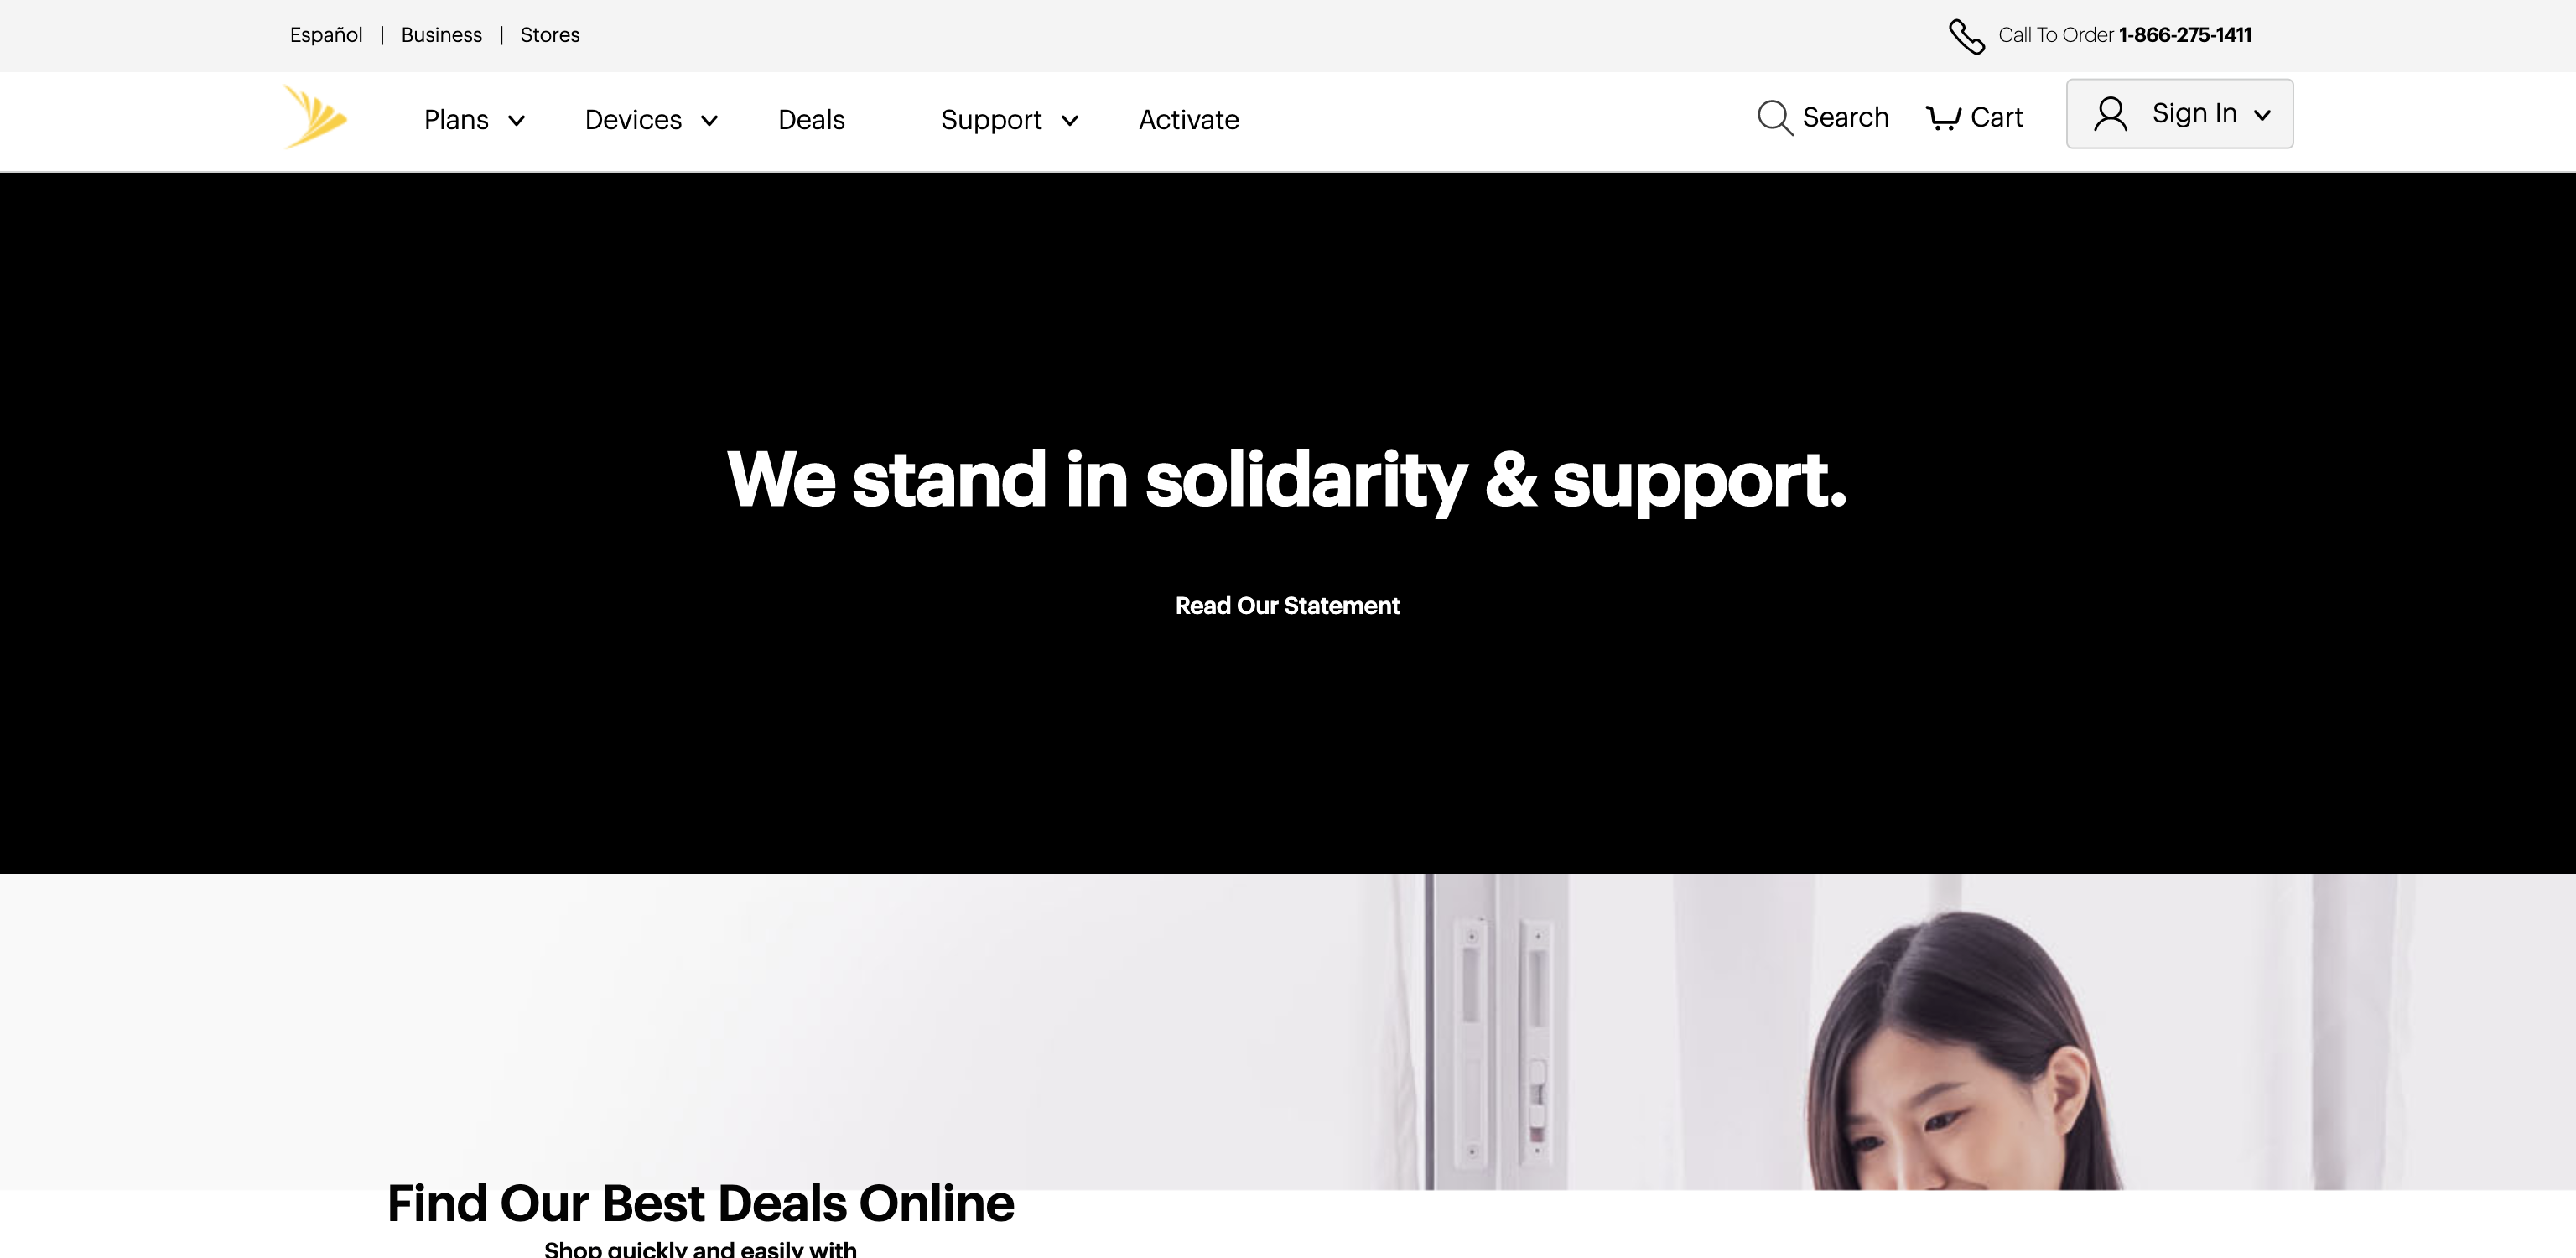 Español | Business | Stores
Call To Order 1-866-275-1411
Plans Devices Deals Support Activate
Search Cart Sign In
We stand in solidarity & support.
Read Our Statement
Find Our Best Deals Online
Shop quickly and easily with